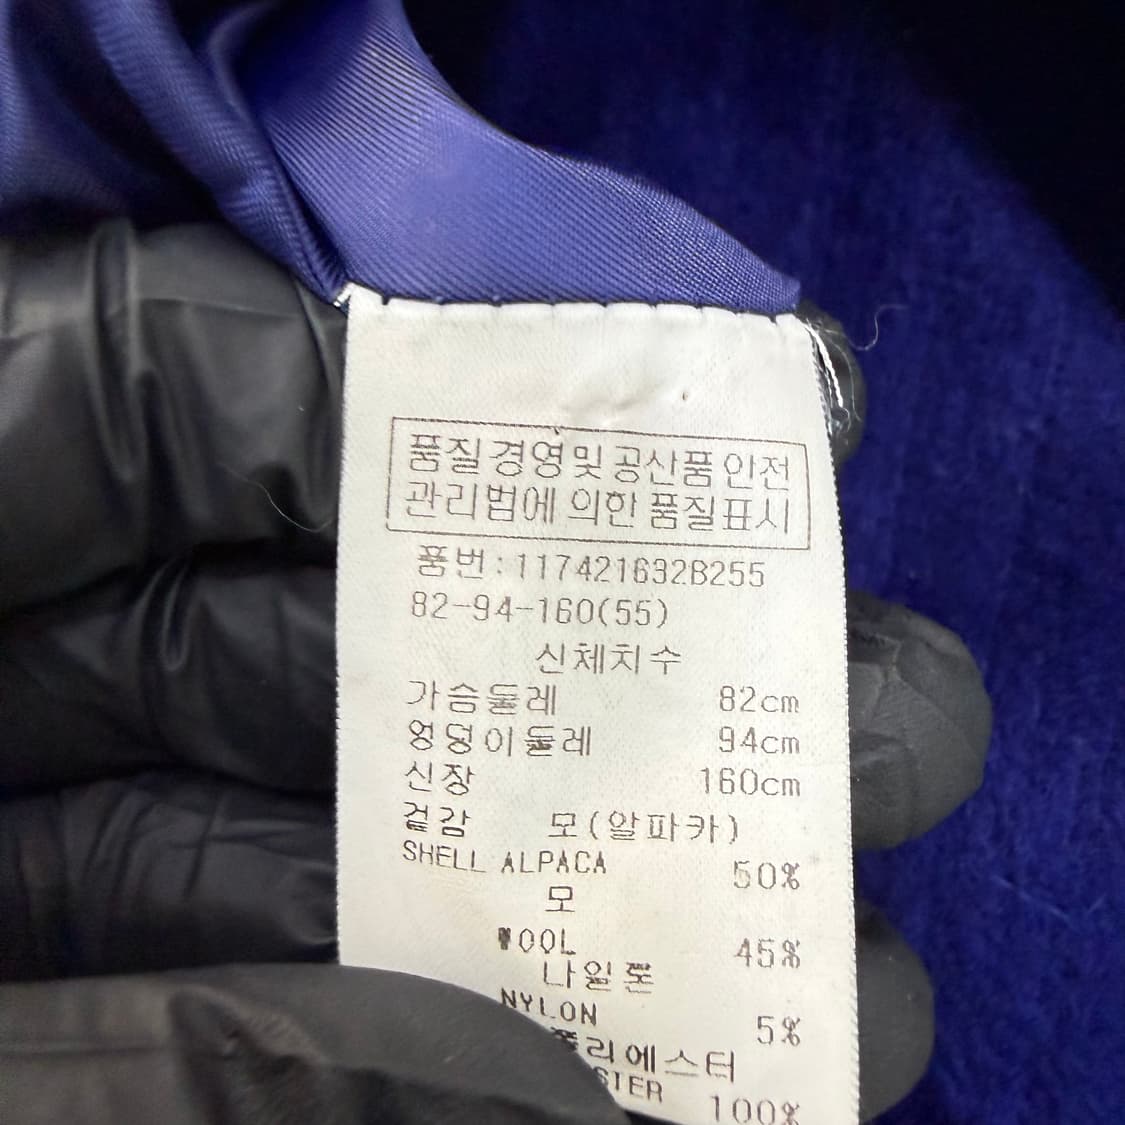 품질경영및공산품안전
관리법에 의한 품질표시
품번:117421632B255
82-94-160(55)
신체치수
가슴둘레 82cm
엉덩이둘레 94cm
신장 160cm
겉감 모(알파카)
SHELL ALPACA 50%
모
WOOL 45%
나일론
NYLON 5%
폴리에스터
STER 100%